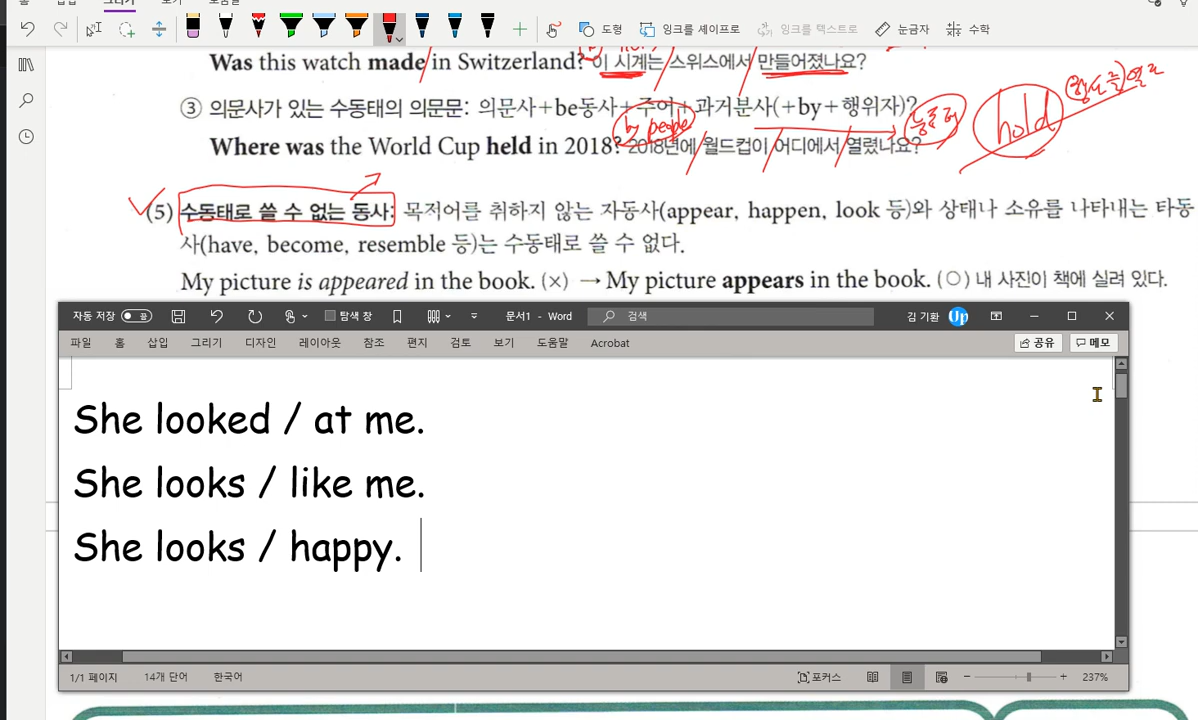 그리기
도형
잉크를 셰이프로
잉크를 텍스트로
눈금자
수학
Was this watch made in Switzerland? 이 시계는 스위스에서 만들어졌나요?
③ 의문사가 있는 수동태의 의문문: 의문사+be동사+주어+과거분사(+by+행위자)?
by people
hold
Where was the World Cup held in 2018? 2018년에 월드컵이 어디에서 열렸나요?
(5) 수동태로 쓸 수 없는 동사: 목적어를 취하지 않는 자동사(appear, happen, look 등)와 상태나 소유를 나타내는 타동
사(have, become, resemble 등)는 수동태로 쓸 수 없다.
My picture is appeared in the book. (×) → My picture appears in the book. (○) 내 사진이 책에 실려 있다.
자동 저장 끔 탐색 창 문서1 - Word 검색 김 기환 Up
파일 홈 삽입 그리기 디자인 레이아웃 참조 편지 검토 보기 도움말 Acrobat 공유 메모
She looked / at me.
She looks / like me.
She looks / happy.
1/1 페이지 14개 단어 한국어 포커스 237%